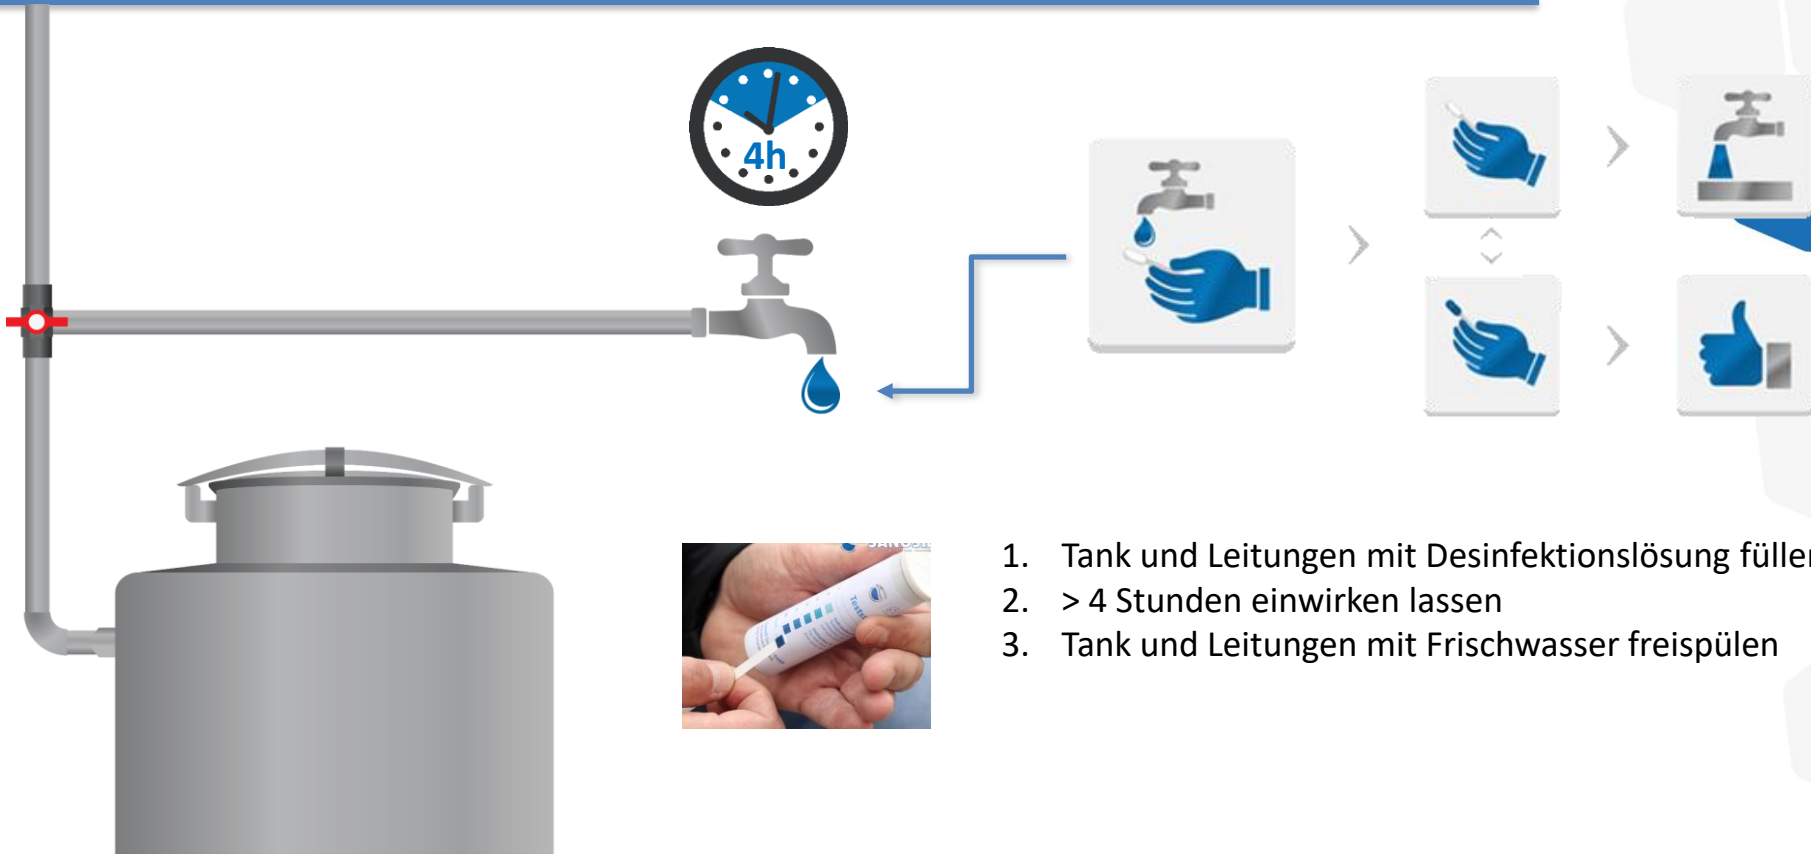 4h
1. Tank und Leitungen mit Desinfektionslösung füllen
2. > 4 Stunden einwirken lassen
3. Tank und Leitungen mit Frischwasser freispülen